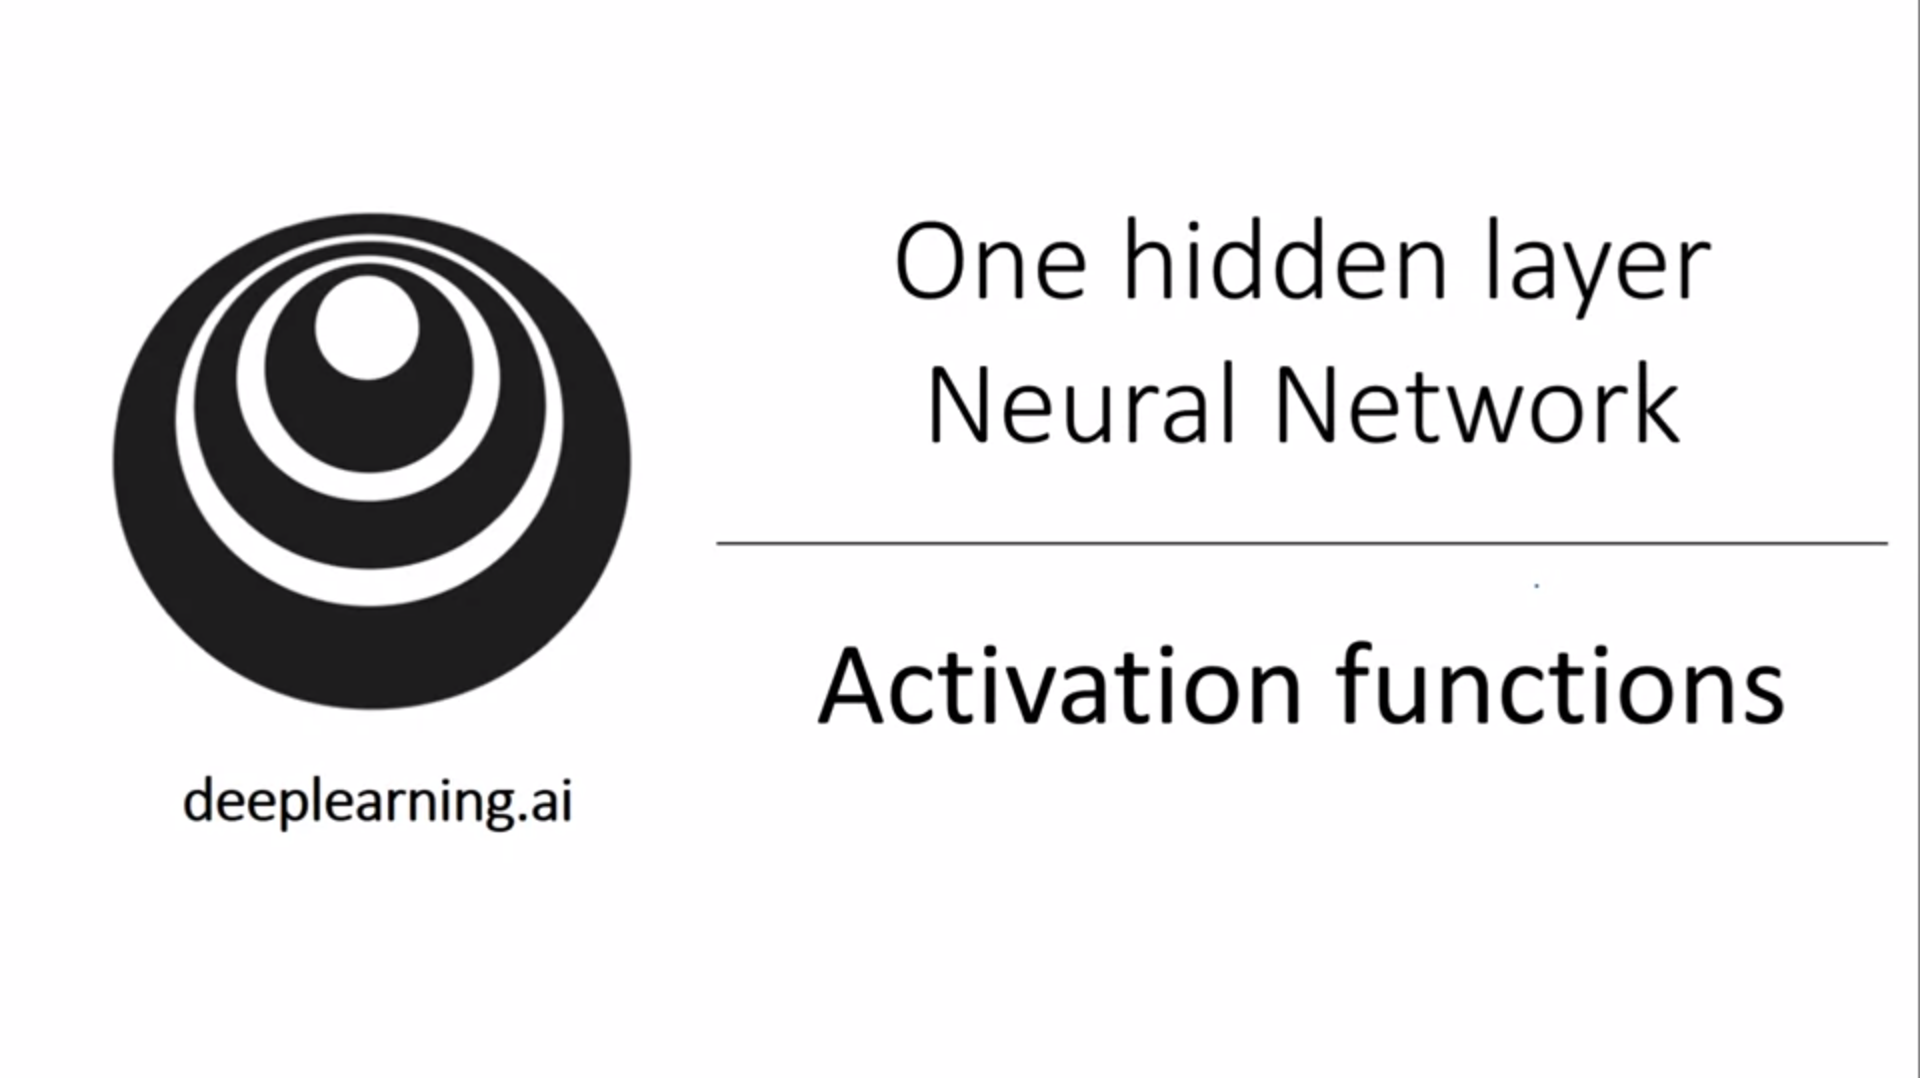 One hidden layer
Neural Network
Activation functions
deeplearning.ai